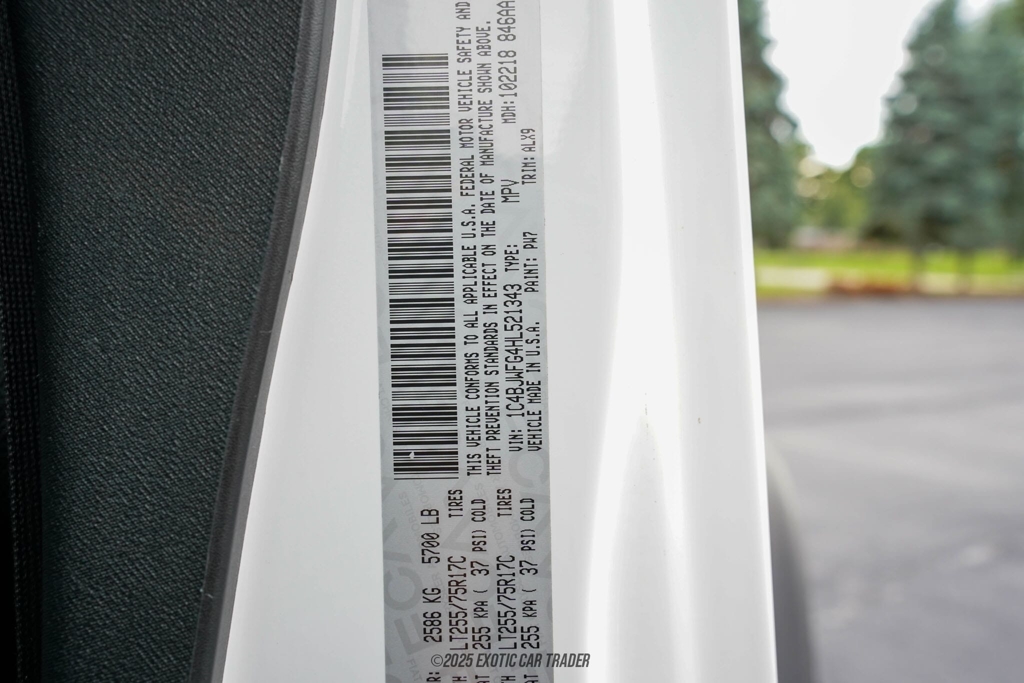 THIS VEHICLE CONFORMS TO ALL APPLICABLE U.S.A. FEDERAL MOTOR VEHICLE SAFETY AND
THEFT PREVENTION STANDARDS IN EFFECT ON THE DATE OF MANUFACTURE SHOWN ABOVE.
VIN: 1C4BJWFG4HL521343 TYPE: MPV MDH:102218 846AA
VEHICLE MADE IN U.S.A. PAINT: PW7 TRIM: ALX9
R: 2586 KG 5700 LB
LT255/75R17C TIRES
255 KPA ( 37 PSI) COLD
LT255/75R17C TIRES
255 KPA ( 37 PSI) COLD
©2025 EXOTIC CAR TRADER